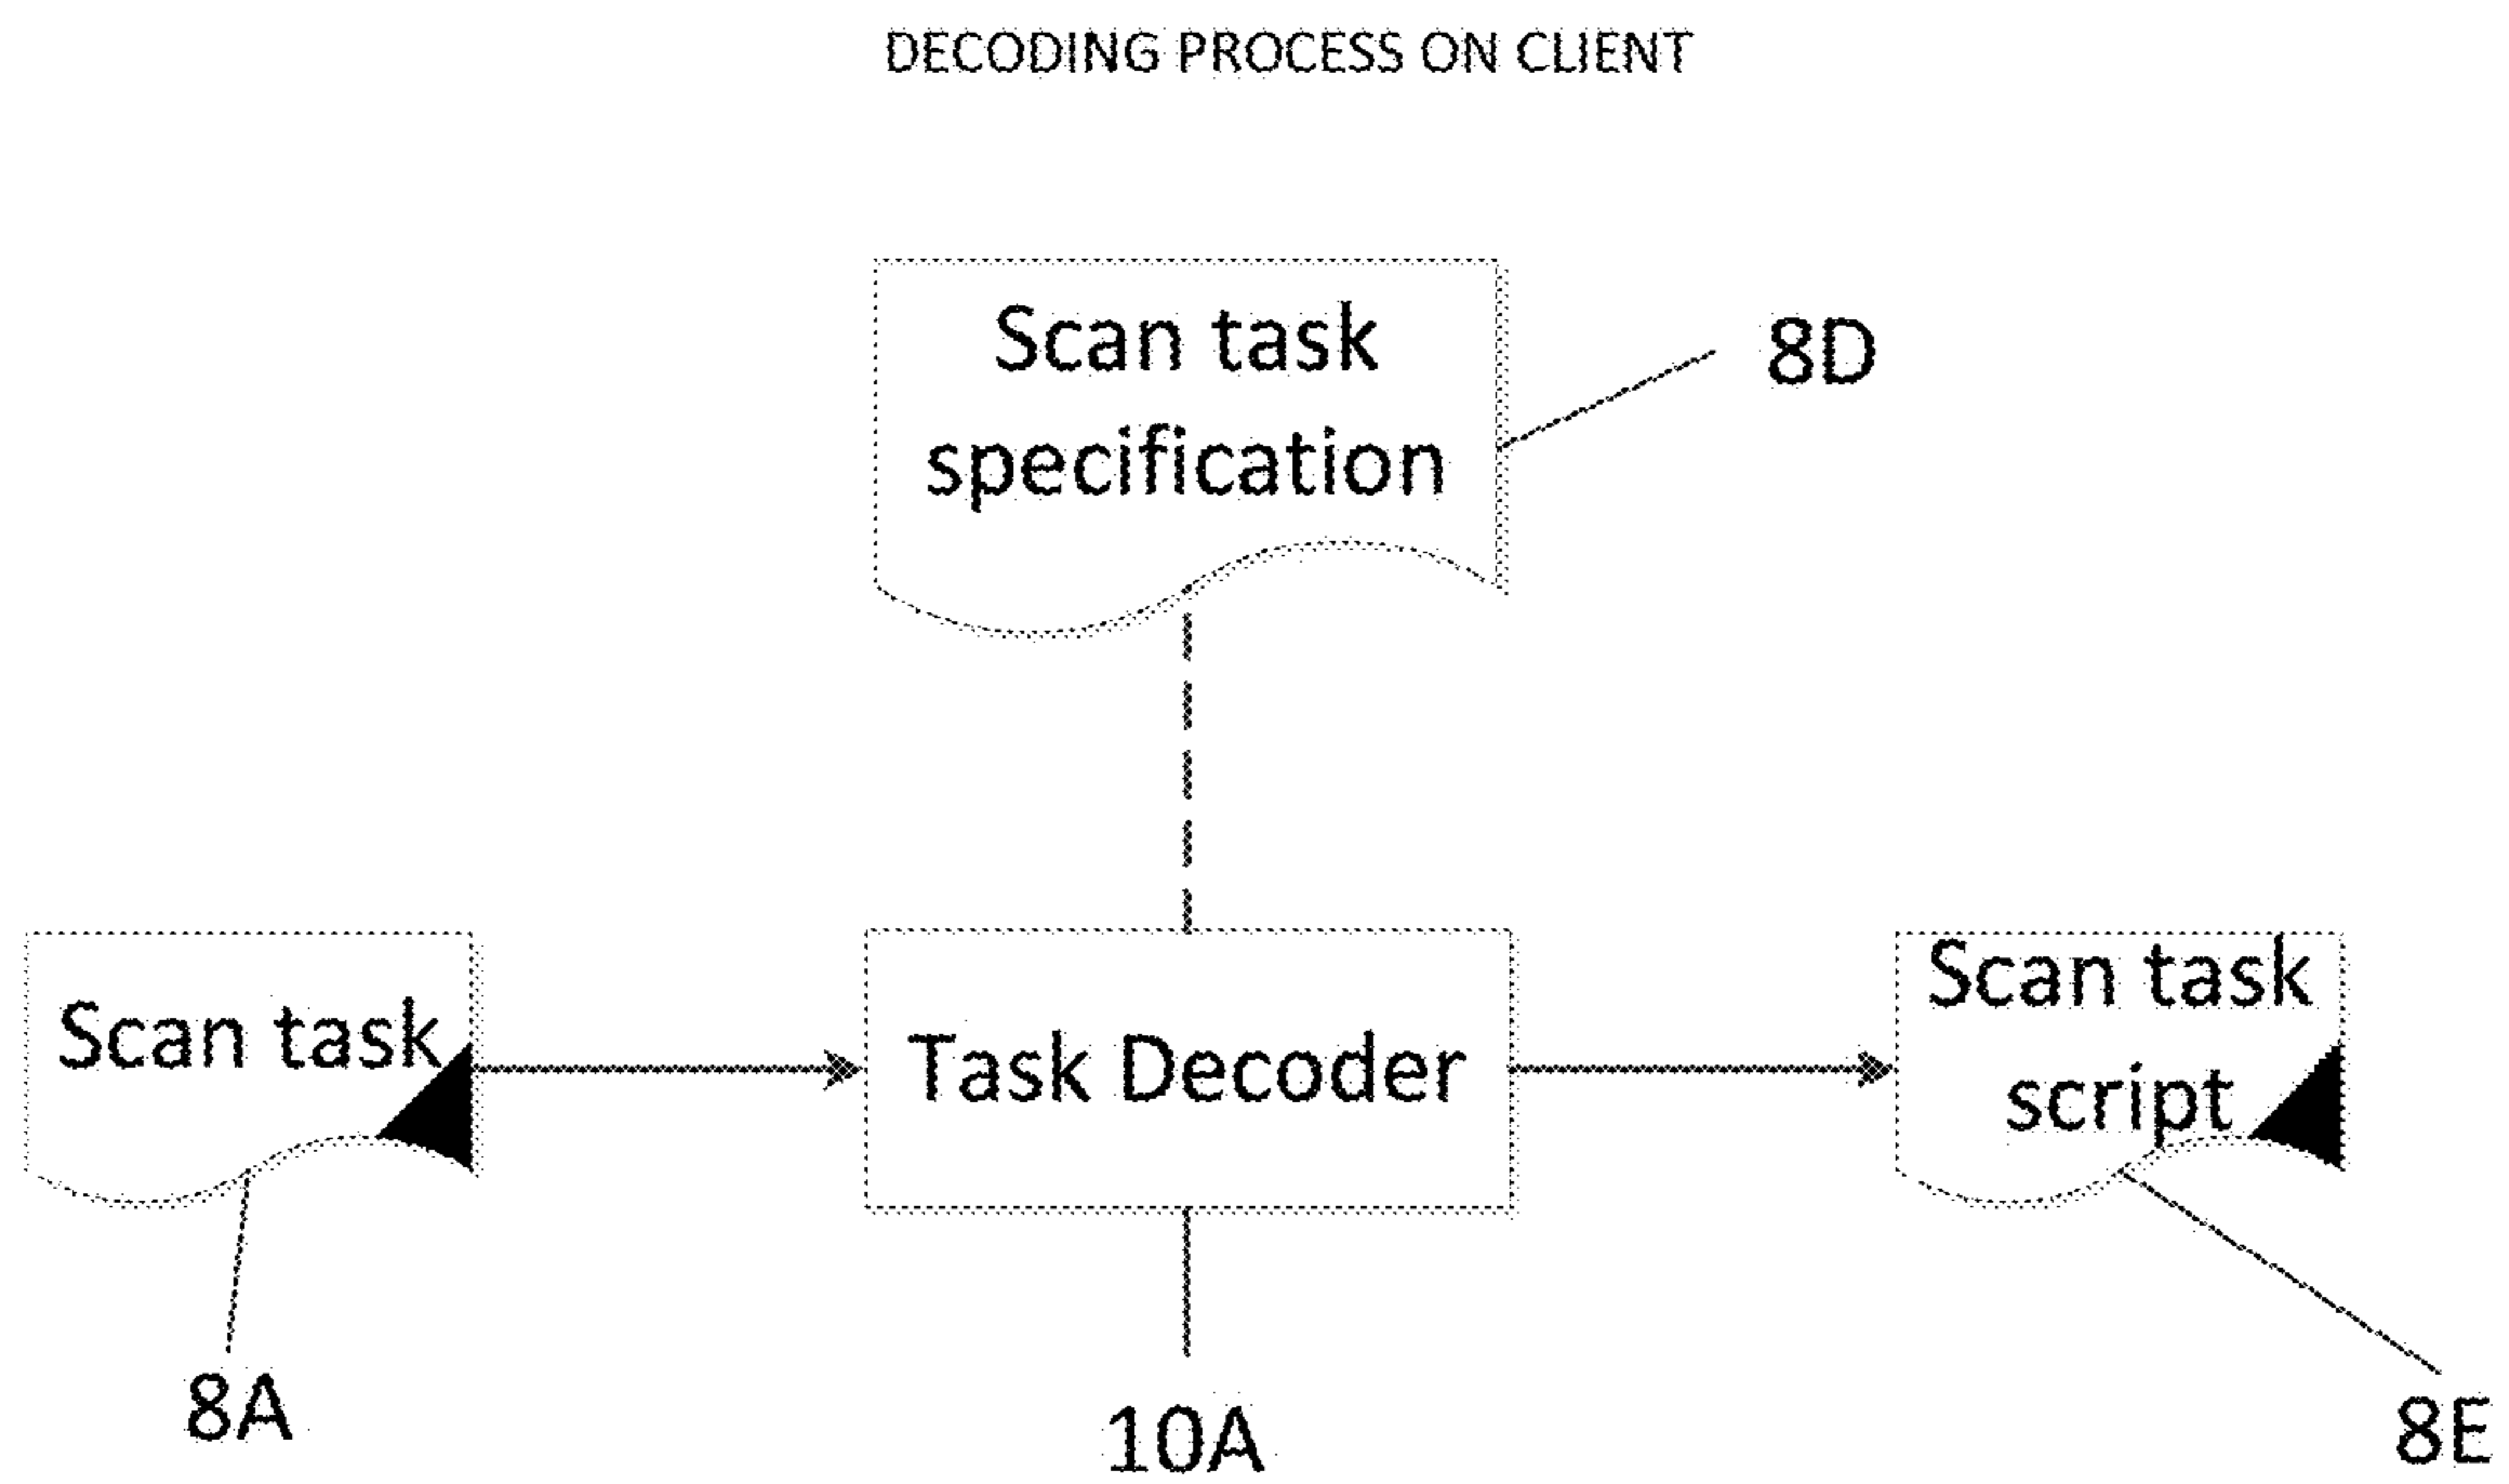 DECODING PROCESS ON CLIENT
Scan task
specification
8D
Scan task
Task Decoder
Scan task
script
8A
10A
8E